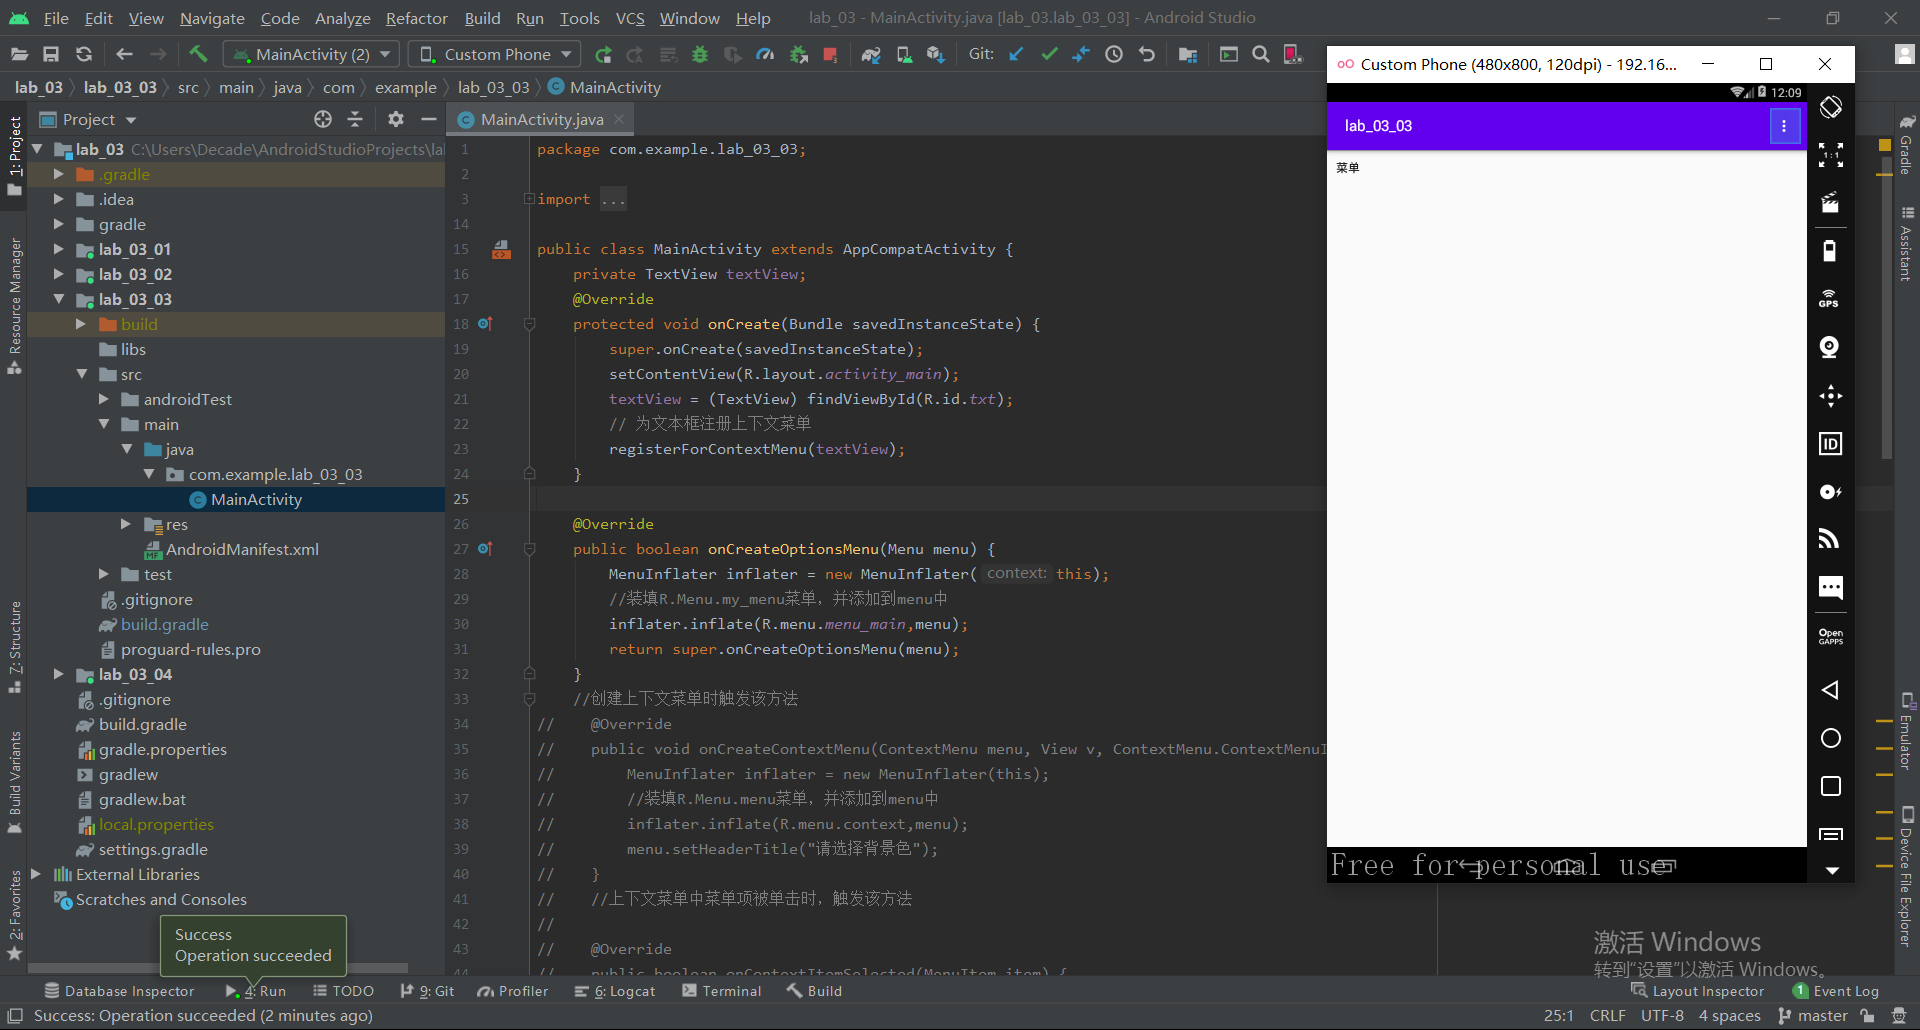 File Edit View Navigate Code Analyze Refactor Build Run Tools VCS Window Help lab_03 - MainActivity.java [lab_03.lab_03_03] - Android Studio
MainActivity (2) Custom Phone Git:
lab_03 lab_03_03 src main java com example lab_03_03 MainActivity
Project
MainActivity.java
1: Project
Resource Manager
Z: Structure
Build Variants
2: Favorites
lab_03 C:\Users\Decade\AndroidStudioProjects\la
.gradle
.idea
gradle
lab_03_01
lab_03_02
lab_03_03
build
libs
src
androidTest
main
java
com.example.lab_03_03
MainActivity
res
AndroidManifest.xml
test
.gitignore
build.gradle
proguard-rules.pro
lab_03_04
.gitignore
build.gradle
gradle.properties
gradlew
gradlew.bat
local.properties
settings.gradle
External Libraries
Scratches and Consoles
Success
Operation succeeded
1 package com.example.lab_03_03;
2
3 import ...
14
15 public class MainActivity extends AppCompatActivity {
16 private TextView textView;
17 @Override
18 protected void onCreate(Bundle savedInstanceState) {
19 super.onCreate(savedInstanceState);
20 setContentView(R.layout.activity_main);
21 textView = (TextView) findViewById(R.id.txt);
22 // 为文本框注册上下文菜单
23 registerForContextMenu(textView);
24 }
25
26 @Override
27 public boolean onCreateOptionsMenu(Menu menu) {
28 MenuInflater inflater = new MenuInflater( context: this);
29 //装填R.Menu.my_menu菜单，并添加到menu中
30 inflater.inflate(R.menu.menu_main,menu);
31 return super.onCreateOptionsMenu(menu);
32 }
33 //创建上下文菜单时触发该方法
34 // @Override
35 // public void onCreateContextMenu(ContextMenu menu, View v, ContextMenu.ContextMenuI
36 // MenuInflater inflater = new MenuInflater(this);
37 // //装填R.Menu.menu菜单，并添加到menu中
38 // inflater.inflate(R.menu.context,menu);
39 // menu.setHeaderTitle("请选择背景色");
40 // }
41 // //上下文菜单中菜单项被单击时，触发该方法
42 //
43 // @Override
44 // public boolean onContextItemSelected(MenuItem item) {
Custom Phone (480x800, 120dpi) - 192.16...
12:09
lab_03_03
菜单
1:1
GPS
ID
Open
GAPPS
Free for personal use
Gradle
Assistant
Emulator
Device File Explorer
激活 Windows
转到"设置"以激活 Windows。
Database Inspector 4: Run TODO 9: Git Profiler 6: Logcat Terminal Build Layout Inspector 1 Event Log
Success: Operation succeeded (2 minutes ago) 25:1 CRLF UTF-8 4 spaces master